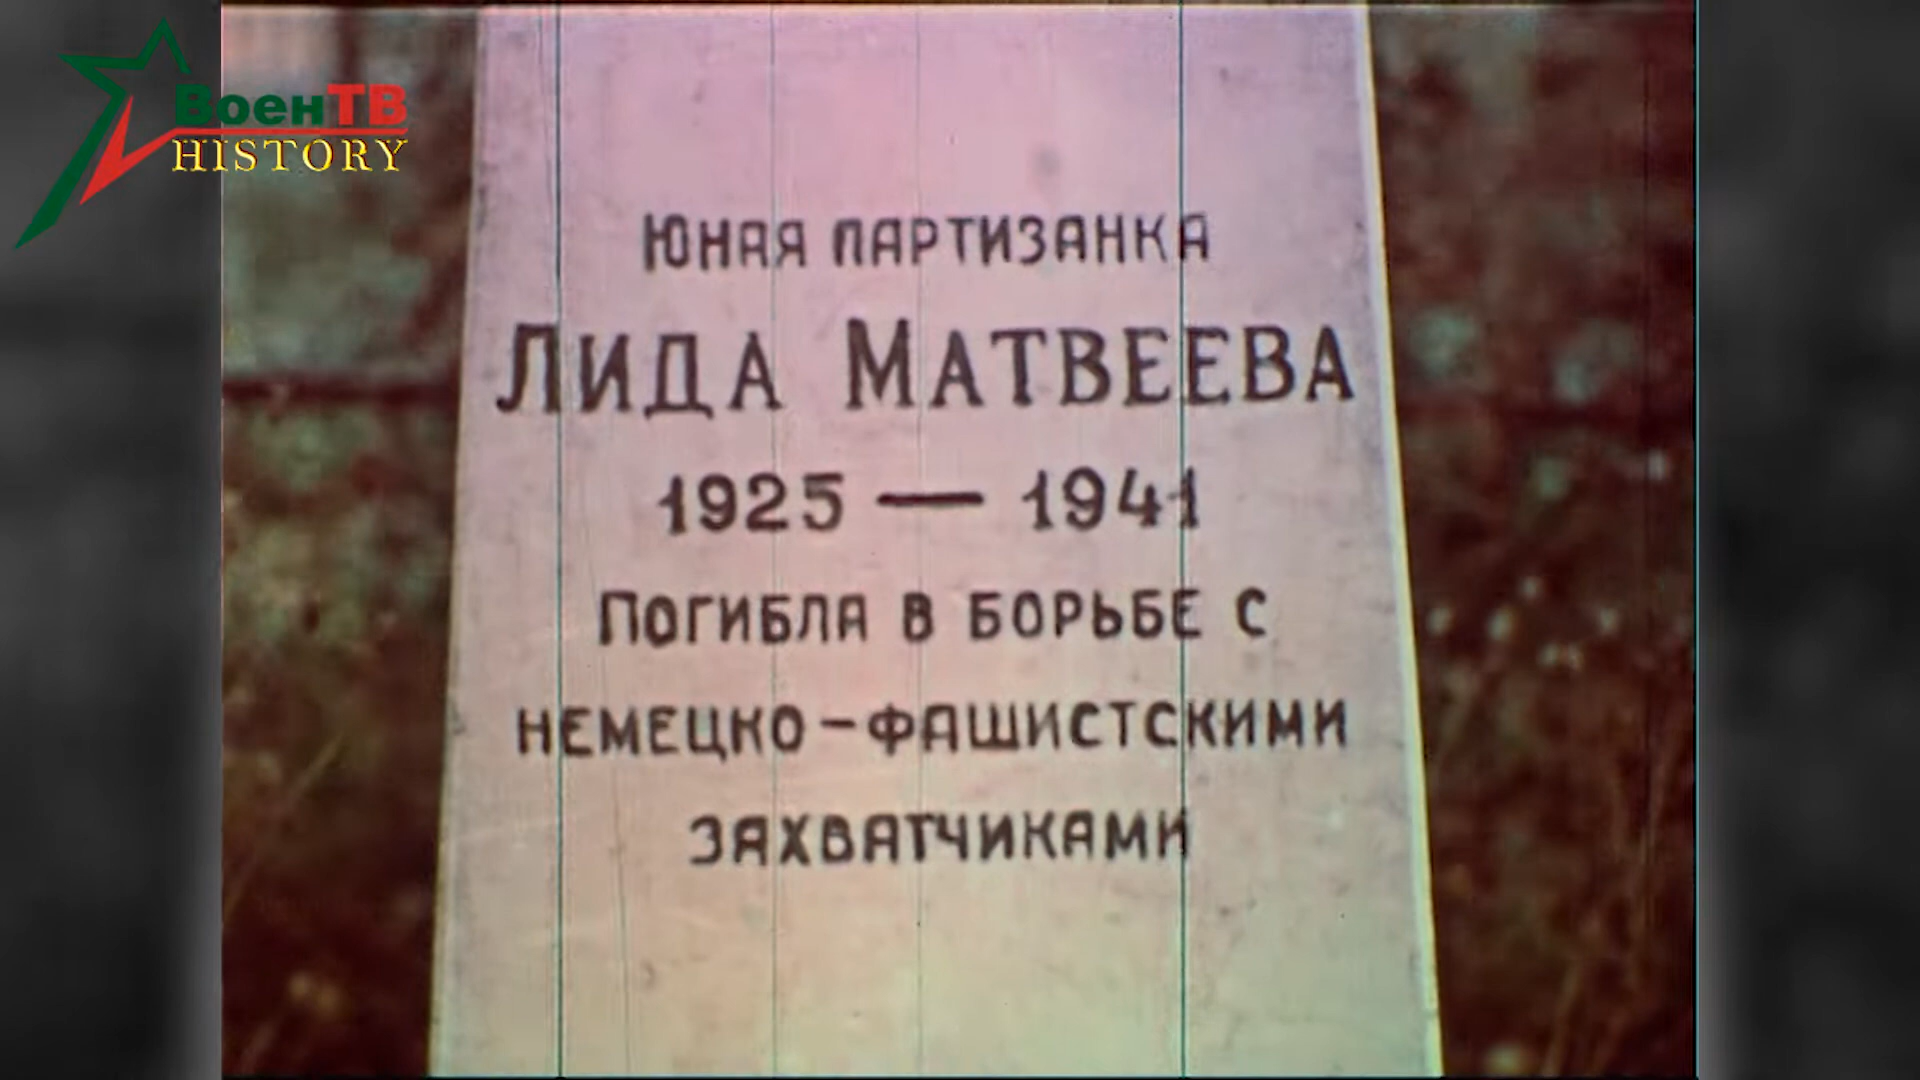 ВоенТВ
HISTORY
ЮНАЯ ПАРТИЗАНКА
ЛИДА МАТВЕЕВА
1925 — 1941
ПОГИБЛА В БОРЬБЕ С
НЕМЕЦКО-ФАШИСТСКИМИ
ЗАХВАТЧИКАМИ